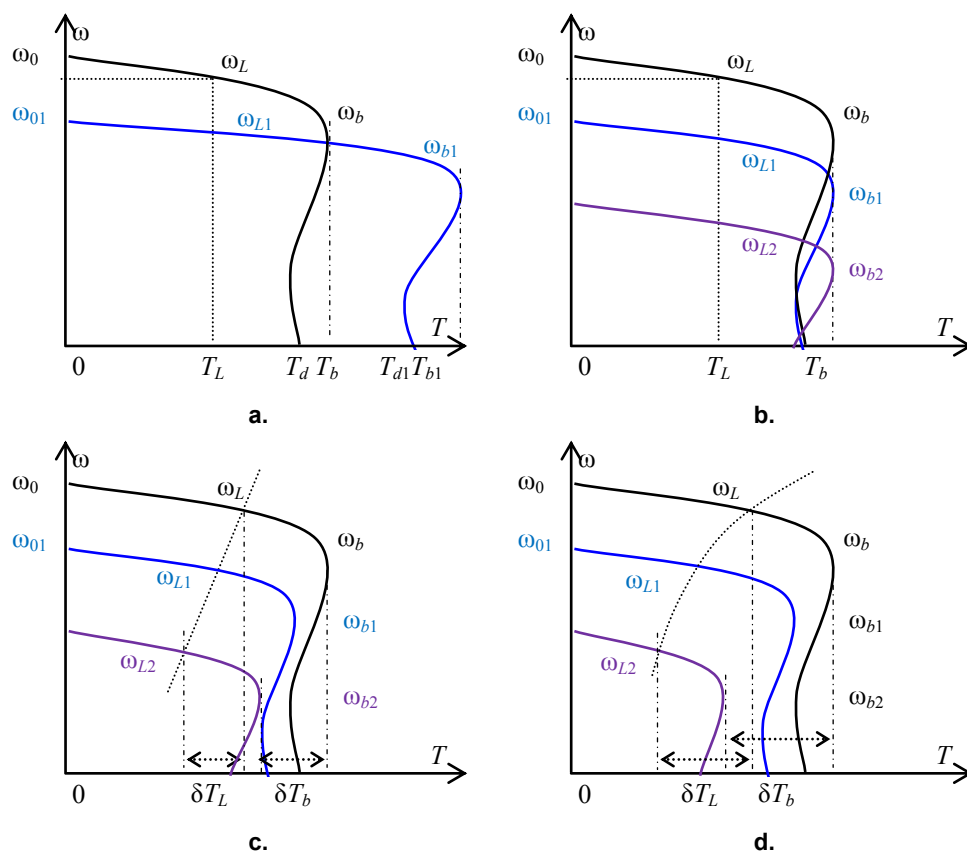 ω
ω0 ωL
ω01 ωL1 ωb
ωb1
T
0 TL Td Tb Td1 Tb1
a.
ω
ω0 ωL
ω01 ωb
ωL1
ωb1
ωL2
ωb2
T
0 TL Tb
b.
ω
ω0 ωL
ω01 ωb
ωL1
ωb1
ωL2
ωb2
T
0 δTL δTb
c.
ω
ω0 ωL
ω01 ωb
ωL1
ωb1
ωL2
ωb2
T
0 δTL δTb
d.